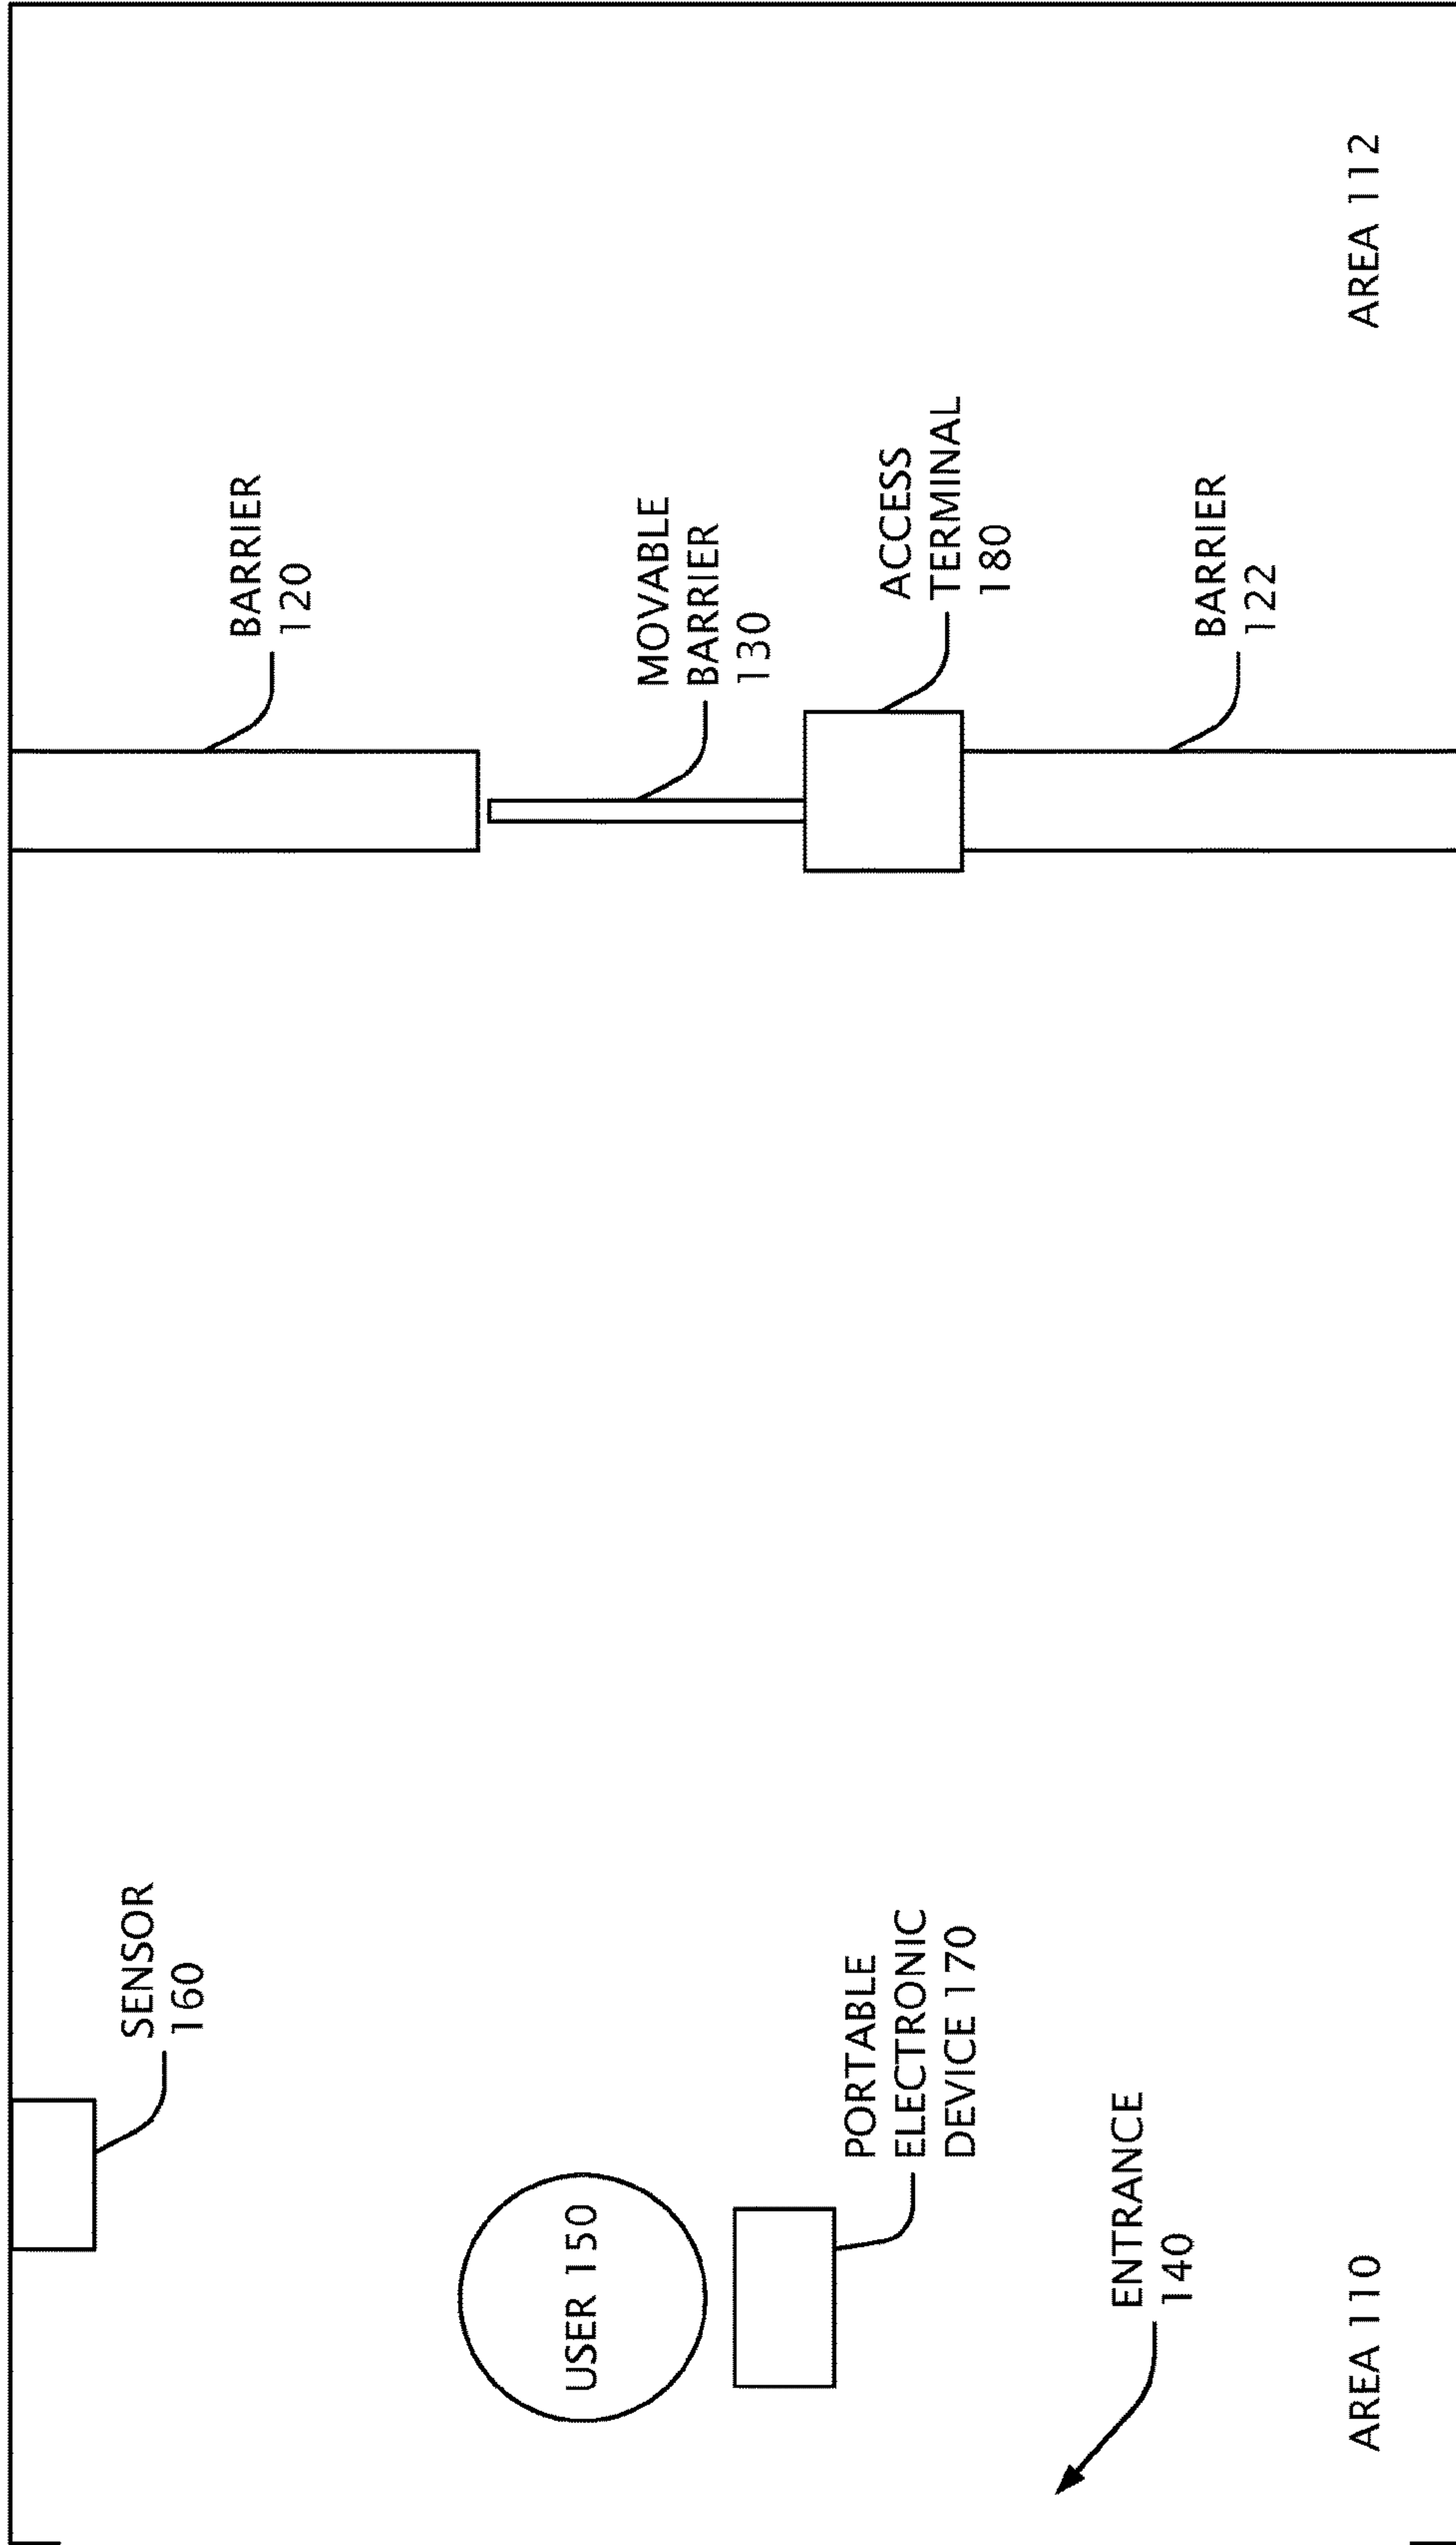 SENSOR
160
USER 150
PORTABLE
ELECTRONIC
DEVICE 170
ENTRANCE
140
AREA 110
BARRIER
120
MOVABLE
BARRIER
130
ACCESS
TERMINAL
180
BARRIER
122
AREA 112